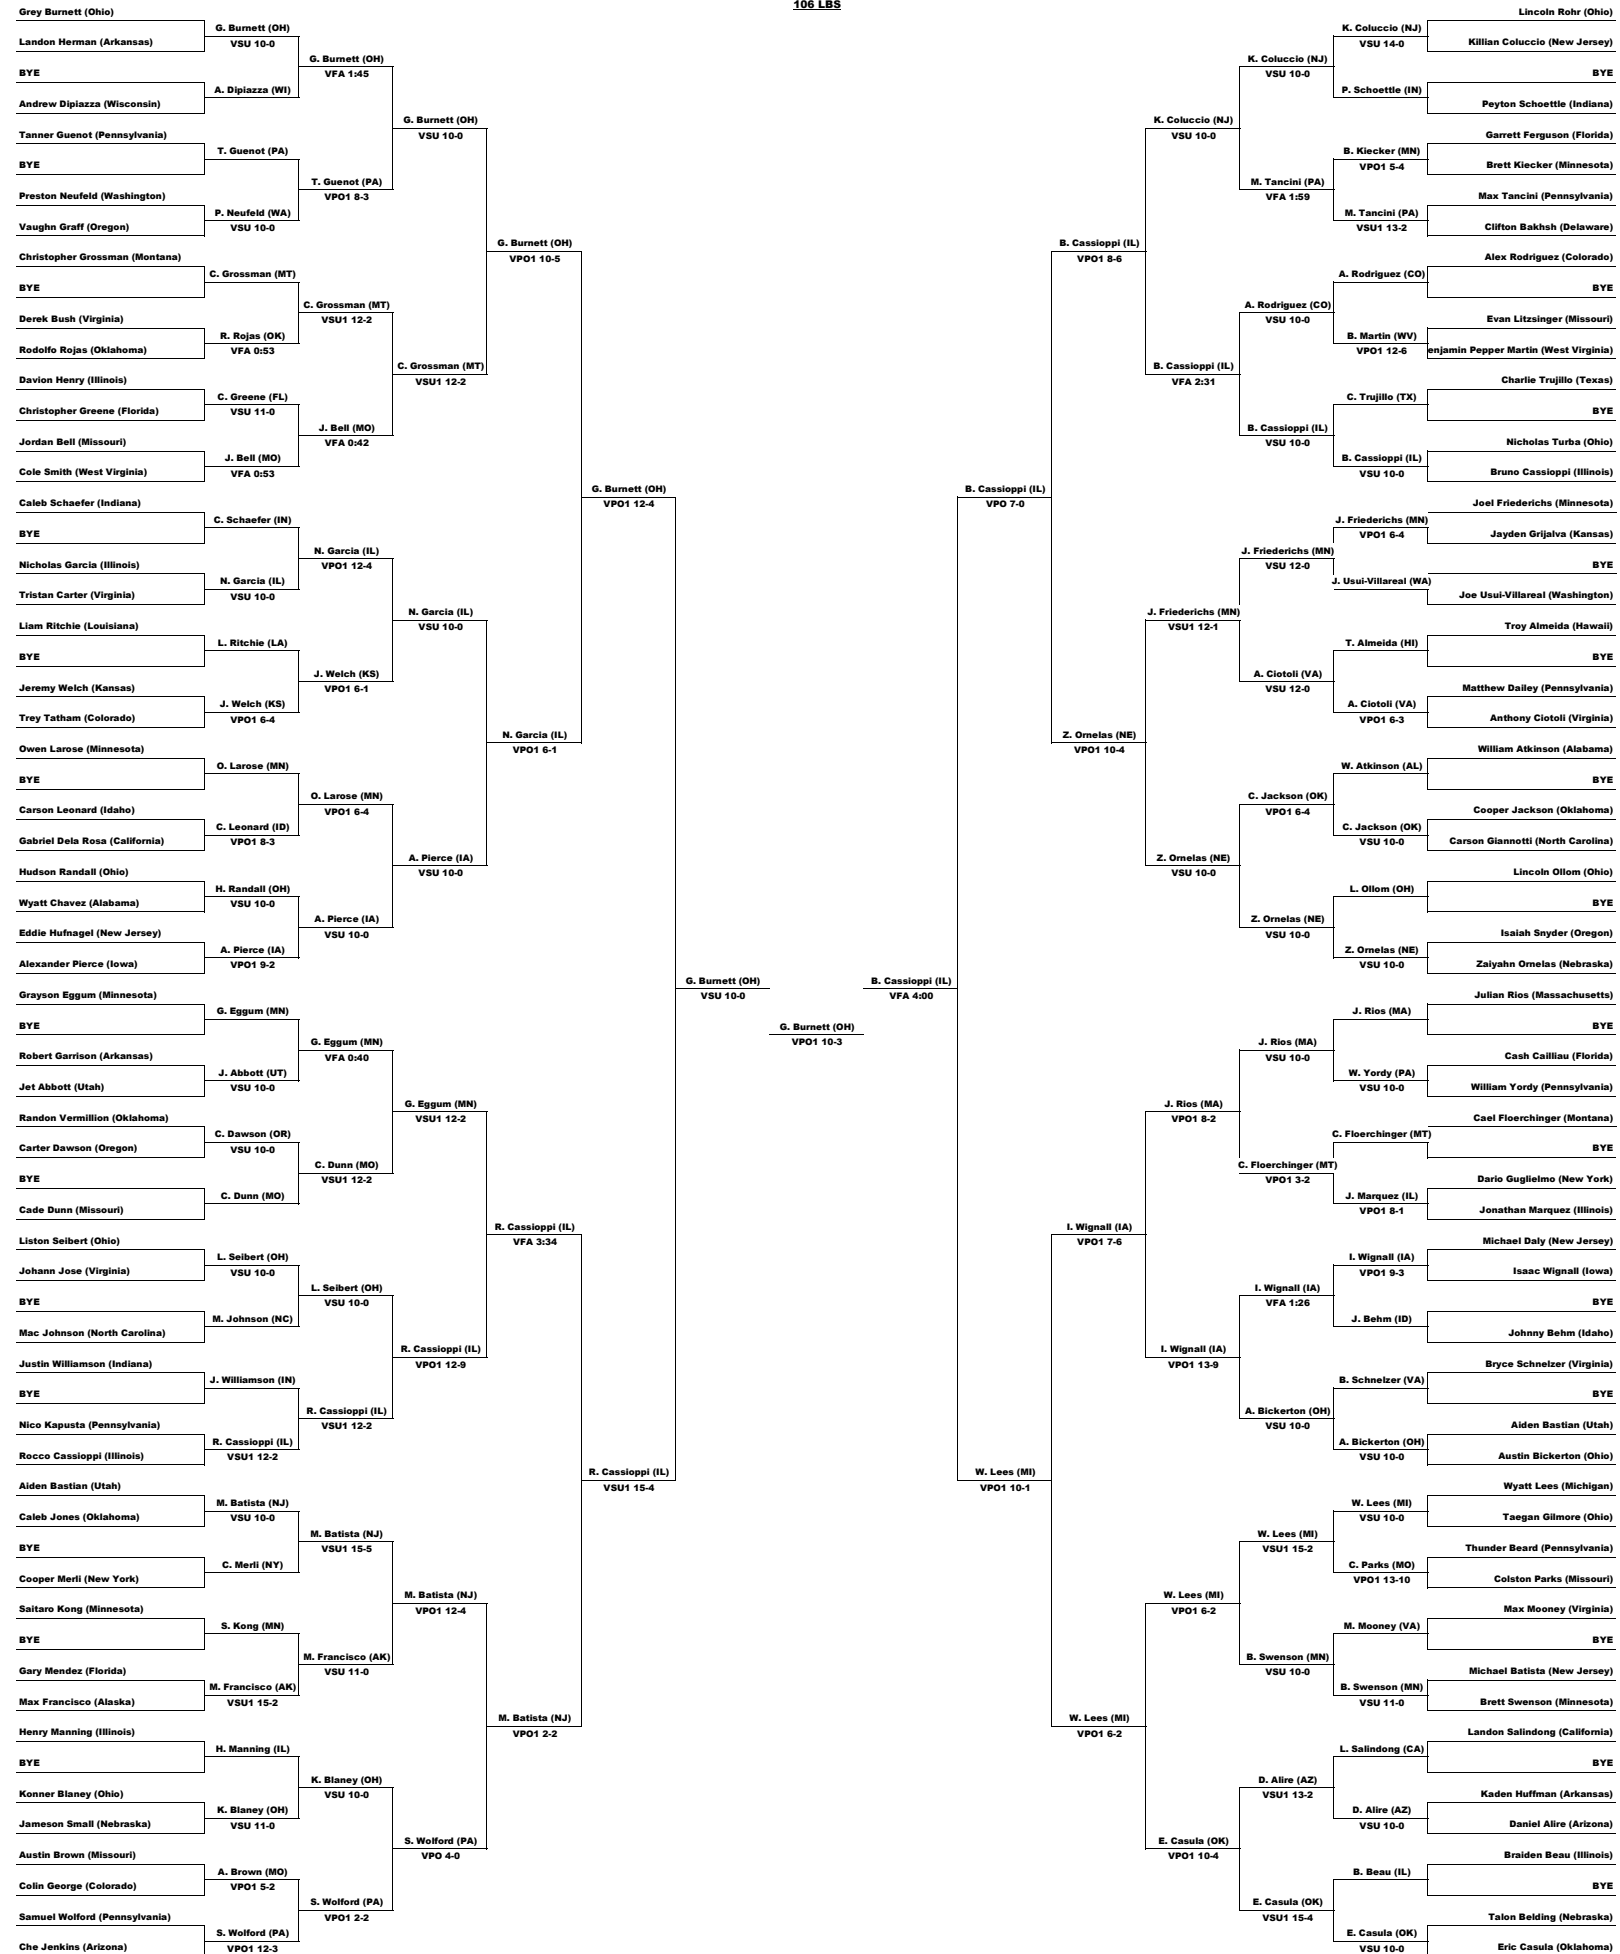 106 LBS
Grey Burnett (Ohio)
Landon Herman (Arkansas)
BYE
Andrew Dipiazza (Wisconsin)
Tanner Guenot (Pennsylvania)
BYE
Preston Neufeld (Washington)
Vaughn Graff (Oregon)
Christopher Grossman (Montana)
BYE
Derek Bush (Virginia)
Rodolfo Rojas (Oklahoma)
Davion Henry (Illinois)
Christopher Greene (Florida)
Jordan Bell (Missouri)
Cole Smith (West Virginia)
Caleb Schaefer (Indiana)
BYE
Nicholas Garcia (Illinois)
Tristan Carter (Virginia)
Liam Ritchie (Louisiana)
BYE
Jeremy Welch (Kansas)
Trey Tatham (Colorado)
Owen Larose (Minnesota)
BYE
Carson Leonard (Idaho)
Gabriel Dela Rosa (California)
Hudson Randall (Ohio)
Wyatt Chavez (Alabama)
Eddie Hufnagel (New Jersey)
Alexander Pierce (Iowa)
Grayson Eggum (Minnesota)
BYE
Robert Garrison (Arkansas)
Jet Abbott (Utah)
Randon Vermillion (Oklahoma)
Carter Dawson (Oregon)
BYE
Cade Dunn (Missouri)
Liston Seibert (Ohio)
Johann Jose (Virginia)
BYE
Mac Johnson (North Carolina)
Justin Williamson (Indiana)
BYE
Nico Kapusta (Pennsylvania)
Rocco Cassioppi (Illinois)
Aiden Bastian (Utah)
Caleb Jones (Oklahoma)
BYE
Cooper Merli (New York)
Saitaro Kong (Minnesota)
BYE
Gary Mendez (Florida)
Max Francisco (Alaska)
Henry Manning (Illinois)
BYE
Konner Blaney (Ohio)
Jameson Small (Nebraska)
Austin Brown (Missouri)
Colin George (Colorado)
Samuel Wolford (Pennsylvania)
Che Jenkins (Arizona)
G. Burnett (OH)
VSU 10-0
A. Dipiazza (WI)
T. Guenot (PA)
P. Neufeld (WA)
VSU 10-0
C. Grossman (MT)
R. Rojas (OK)
VFA 0:53
C. Greene (FL)
VSU 11-0
J. Bell (MO)
VFA 0:53
C. Schaefer (IN)
N. Garcia (IL)
VSU 10-0
L. Ritchie (LA)
J. Welch (KS)
VPO1 6-4
O. Larose (MN)
C. Leonard (ID)
VPO1 8-3
H. Randall (OH)
VSU 10-0
A. Pierce (IA)
VPO1 9-2
G. Eggum (MN)
J. Abbott (UT)
VSU 10-0
C. Dawson (OR)
VSU 10-0
C. Dunn (MO)
L. Seibert (OH)
VSU 10-0
M. Johnson (NC)
J. Williamson (IN)
R. Cassioppi (IL)
VSU1 12-2
M. Batista (NJ)
VSU 10-0
C. Merli (NY)
S. Kong (MN)
M. Francisco (AK)
VSU1 15-2
H. Manning (IL)
K. Blaney (OH)
VSU 11-0
A. Brown (MO)
VPO1 5-2
S. Wolford (PA)
VPO1 12-3
G. Burnett (OH)
VFA 1:45
T. Guenot (PA)
VPO1 8-3
C. Grossman (MT)
VSU1 12-2
J. Bell (MO)
VFA 0:42
N. Garcia (IL)
VPO1 12-4
J. Welch (KS)
VPO1 6-1
O. Larose (MN)
VPO1 6-4
A. Pierce (IA)
VSU 10-0
G. Eggum (MN)
VFA 0:40
C. Dunn (MO)
VSU1 12-2
L. Seibert (OH)
VSU 10-0
R. Cassioppi (IL)
VSU1 12-2
M. Batista (NJ)
VSU1 15-5
M. Francisco (AK)
VSU 11-0
K. Blaney (OH)
VSU 10-0
S. Wolford (PA)
VPO1 2-2
G. Burnett (OH)
VSU 10-0
C. Grossman (MT)
VSU1 12-2
N. Garcia (IL)
VSU 10-0
A. Pierce (IA)
VSU 10-0
G. Eggum (MN)
VSU1 12-2
R. Cassioppi (IL)
VPO1 12-9
M. Batista (NJ)
VPO1 12-4
S. Wolford (PA)
VPO 4-0
G. Burnett (OH)
VPO1 10-5
N. Garcia (IL)
VPO1 6-1
R. Cassioppi (IL)
VFA 3:34
M. Batista (NJ)
VPO1 2-2
G. Burnett (OH)
VPO1 12-4
R. Cassioppi (IL)
VSU1 15-4
G. Burnett (OH)
VSU 10-0
G. Burnett (OH)
VPO1 10-3
B. Cassioppi (IL)
VFA 4:00
B. Cassioppi (IL)
VPO 7-0
W. Lees (MI)
VPO1 10-1
B. Cassioppi (IL)
VPO1 8-6
Z. Ornelas (NE)
VPO1 10-4
I. Wignall (IA)
VPO1 7-6
W. Lees (MI)
VPO1 6-2
K. Coluccio (NJ)
VSU 10-0
B. Cassioppi (IL)
VFA 2:31
J. Friederichs (MN)
VSU1 12-1
Z. Ornelas (NE)
VSU 10-0
J. Rios (MA)
VPO1 8-2
I. Wignall (IA)
VPO1 13-9
W. Lees (MI)
VPO1 6-2
E. Casula (OK)
VPO1 10-4
K. Coluccio (NJ)
VSU 10-0
M. Tancini (PA)
VFA 1:59
A. Rodriguez (CO)
VSU 10-0
B. Cassioppi (IL)
VSU 10-0
J. Friederichs (MN)
VSU 12-0
A. Ciotoli (VA)
VSU 12-0
C. Jackson (OK)
VPO1 6-4
Z. Ornelas (NE)
VSU 10-0
J. Rios (MA)
VSU 10-0
C. Floerchinger (MT)
VPO1 3-2
I. Wignall (IA)
VFA 1:26
A. Bickerton (OH)
VSU 10-0
W. Lees (MI)
VSU1 15-2
B. Swenson (MN)
VSU 10-0
D. Alire (AZ)
VSU1 13-2
E. Casula (OK)
VSU1 15-4
K. Coluccio (NJ)
VSU 14-0
P. Schoettle (IN)
B. Kiecker (MN)
VPO1 5-4
M. Tancini (PA)
VSU1 13-2
A. Rodriguez (CO)
B. Martin (WV)
VPO1 12-6
C. Trujillo (TX)
B. Cassioppi (IL)
VSU 10-0
J. Friederichs (MN)
VPO1 6-4
J. Usui-Villareal (WA)
T. Almeida (HI)
A. Ciotoli (VA)
VPO1 6-3
W. Atkinson (AL)
C. Jackson (OK)
VSU 10-0
L. Ollom (OH)
Z. Ornelas (NE)
VSU 10-0
J. Rios (MA)
W. Yordy (PA)
VSU 10-0
C. Floerchinger (MT)
J. Marquez (IL)
VPO1 8-1
I. Wignall (IA)
VPO1 9-3
J. Behm (ID)
B. Schnelzer (VA)
A. Bickerton (OH)
VSU 10-0
W. Lees (MI)
VSU 10-0
C. Parks (MO)
VPO1 13-10
M. Mooney (VA)
B. Swenson (MN)
VSU 11-0
L. Salindong (CA)
D. Alire (AZ)
VSU 10-0
B. Beau (IL)
E. Casula (OK)
VSU 10-0
Lincoln Rohr (Ohio)
Killian Coluccio (New Jersey)
BYE
Peyton Schoettle (Indiana)
Garrett Ferguson (Florida)
Brett Kiecker (Minnesota)
Max Tancini (Pennsylvania)
Clifton Bakhsh (Delaware)
Alex Rodriguez (Colorado)
BYE
Evan Litzsinger (Missouri)
enjamin Pepper Martin (West Virginia)
Charlie Trujillo (Texas)
BYE
Nicholas Turba (Ohio)
Bruno Cassioppi (Illinois)
Joel Friederichs (Minnesota)
Jayden Grijalva (Kansas)
BYE
Joe Usui-Villareal (Washington)
Troy Almeida (Hawaii)
BYE
Matthew Dailey (Pennsylvania)
Anthony Ciotoli (Virginia)
William Atkinson (Alabama)
BYE
Cooper Jackson (Oklahoma)
Carson Giannotti (North Carolina)
Lincoln Ollom (Ohio)
BYE
Isaiah Snyder (Oregon)
Zaiyahn Ornelas (Nebraska)
Julian Rios (Massachusetts)
BYE
Cash Cailliau (Florida)
William Yordy (Pennsylvania)
Cael Floerchinger (Montana)
BYE
Dario Guglielmo (New York)
Jonathan Marquez (Illinois)
Michael Daly (New Jersey)
Isaac Wignall (Iowa)
BYE
Johnny Behm (Idaho)
Bryce Schnelzer (Virginia)
BYE
Aiden Bastian (Utah)
Austin Bickerton (Ohio)
Wyatt Lees (Michigan)
Taegan Gilmore (Ohio)
Thunder Beard (Pennsylvania)
Colston Parks (Missouri)
Max Mooney (Virginia)
BYE
Michael Batista (New Jersey)
Brett Swenson (Minnesota)
Landon Salindong (California)
BYE
Kaden Huffman (Arkansas)
Daniel Alire (Arizona)
Braiden Beau (Illinois)
BYE
Talon Belding (Nebraska)
Eric Casula (Oklahoma)